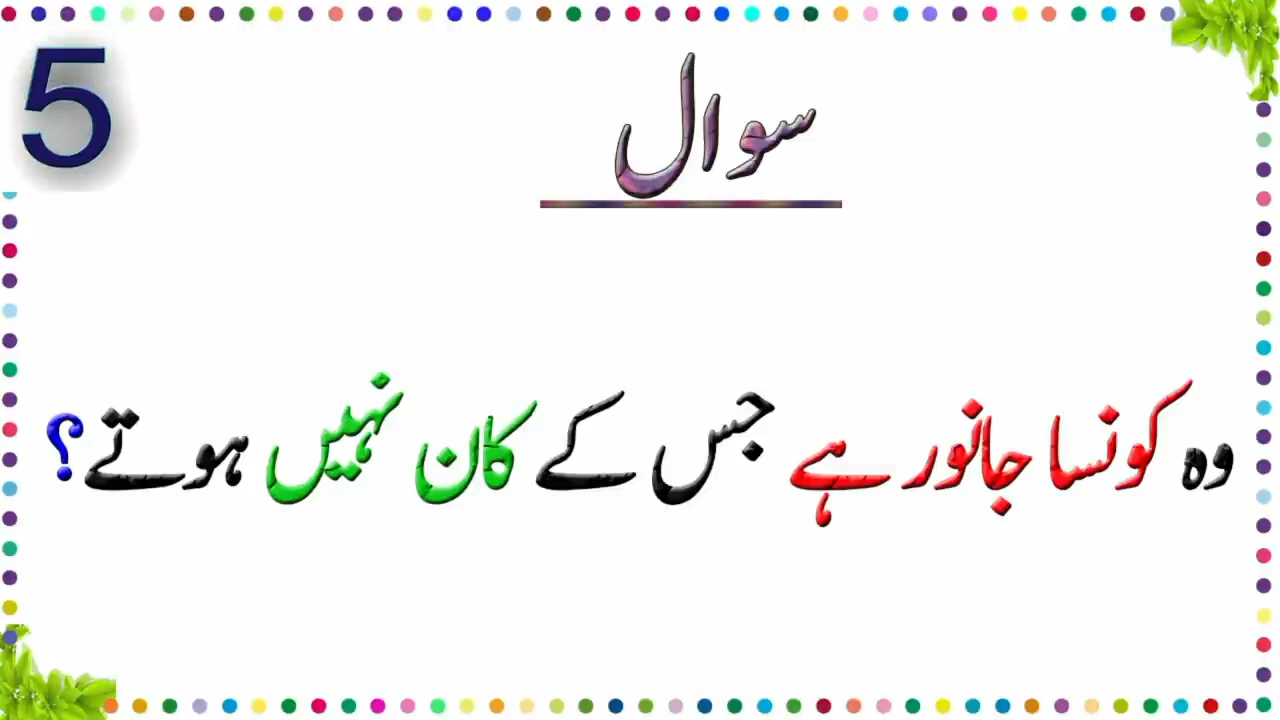 5
سوال
وہ کونسا جانور ہے جس کے کان نہیں ہوتے؟